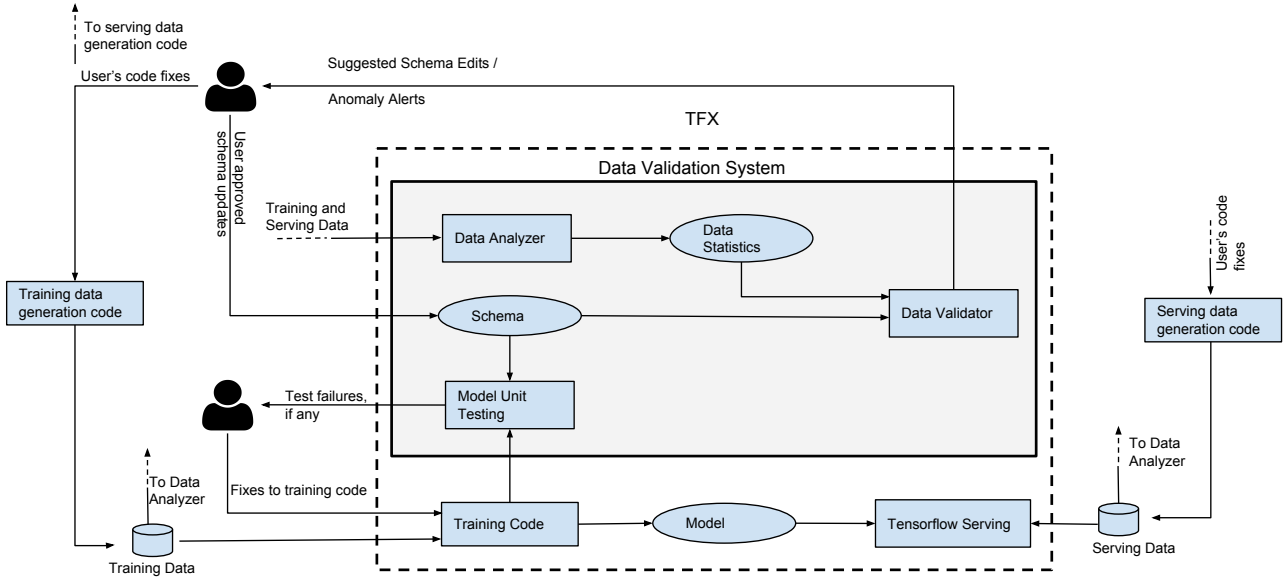 To serving data
generation code
User's code fixes
Suggested Schema Edits /
Anomaly Alerts
TFX
Data Validation System
User approved
schema updates
Training and
Serving Data
Data Analyzer
Data
Statistics
User's code
fixes
Training data
generation code
Schema
Data Validator
Serving data
generation code
Test failures,
if any
Model Unit
Testing
To Data
Analyzer
To Data
Analyzer
Fixes to training code
Training Code
Model
Tensorflow Serving
Serving Data
Training Data